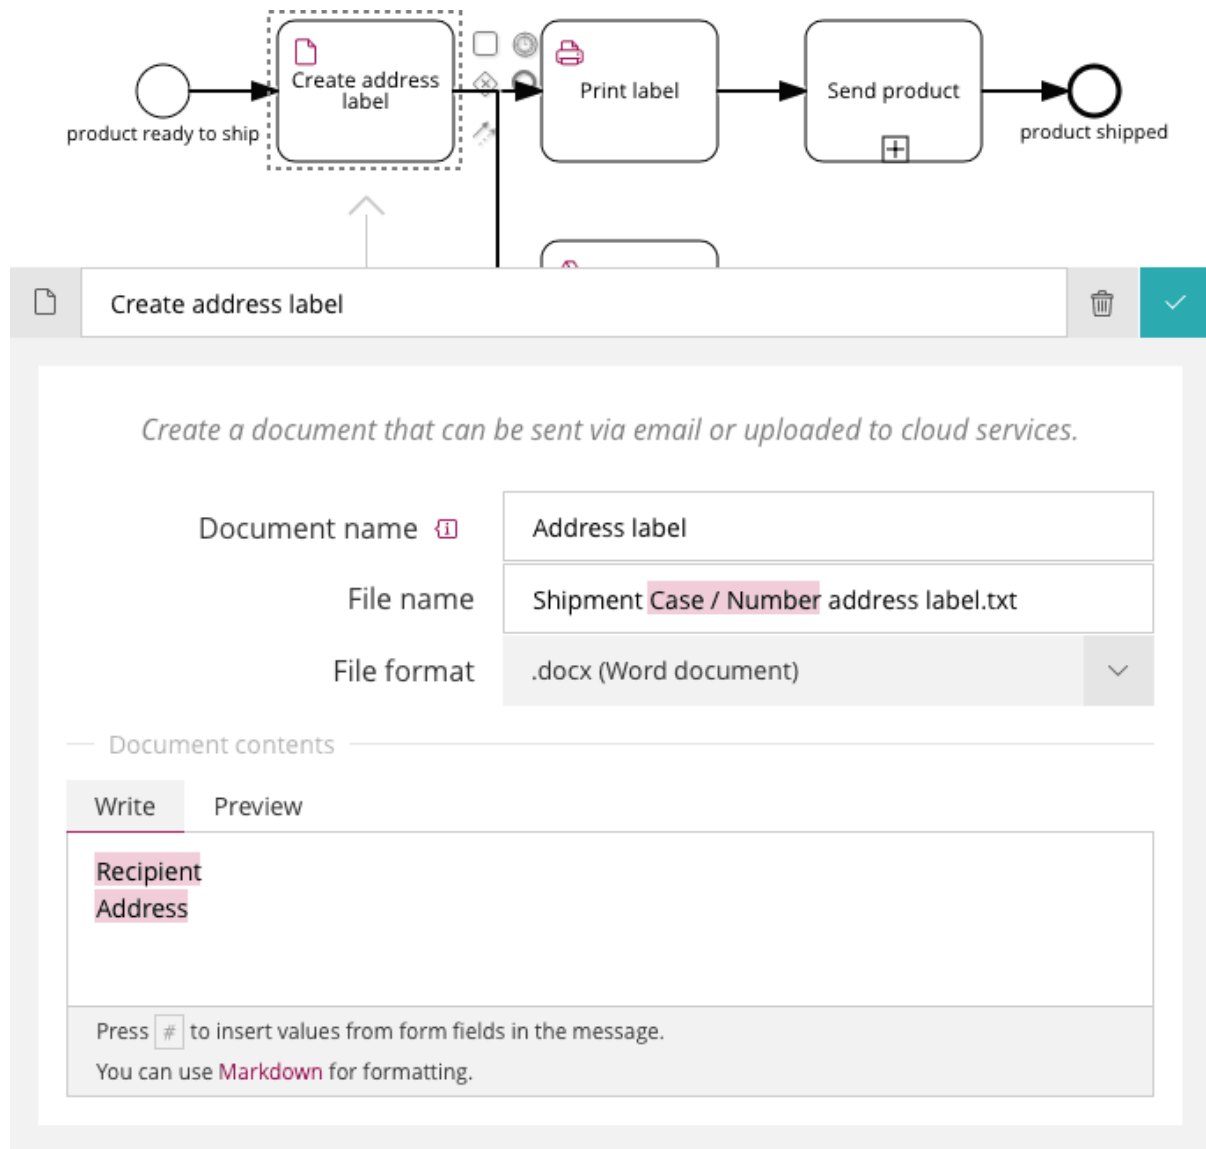 Create address
label
Print label
Send product
product ready to ship
product shipped
Create address label
Create a document that can be sent via email or uploaded to cloud services.
Document name
Address label
File name
Shipment Case / Number address label.txt
File format
.docx (Word document)
Document contents
Write Preview
Recipient
Address
Press # to insert values from form fields in the message.
You can use Markdown for formatting.